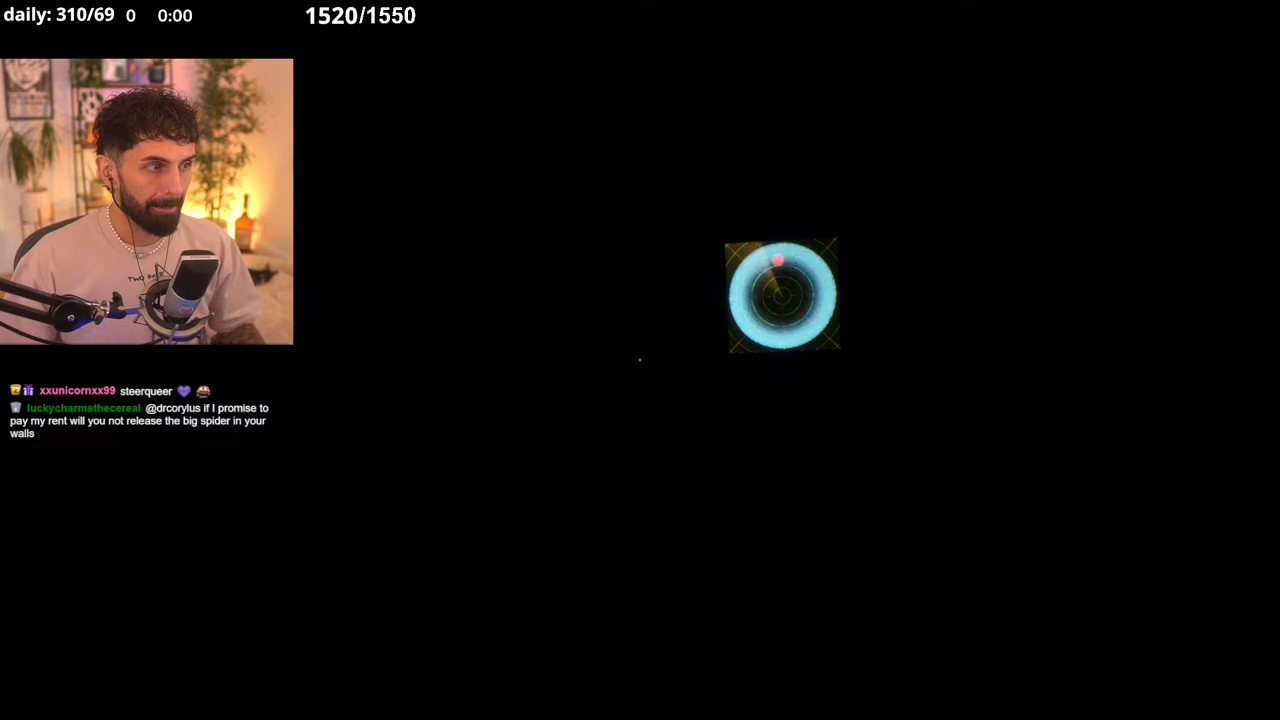 daily: 310/69 0 0:00 1520/1550
xxunicornxx99 steerqueer
luckycharmsthecereal @drcorylus if I promise to
pay my rent will you not release the big spider in your
walls